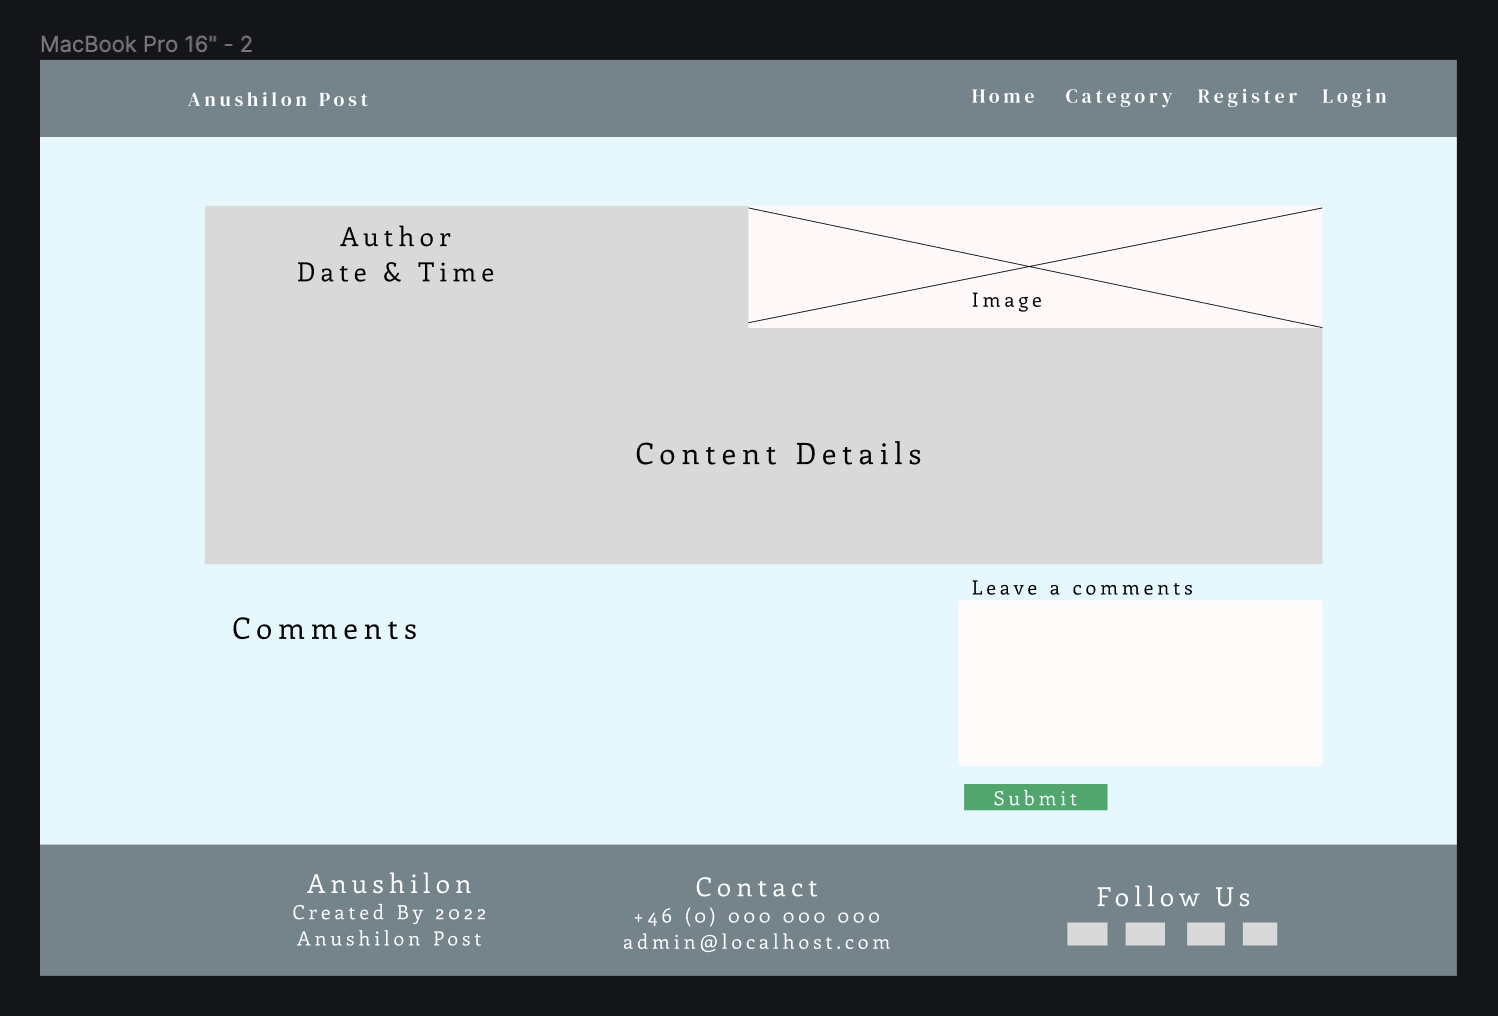 MacBook Pro 16" - 2
Anushilon Post
Home Category Register Login
Author
Date & Time
Image
Content Details
Leave a comments
Comments
Submit
Anushilon
Created By 2022
Anushilon Post
Contact
+46 (0) 000 000 000
admin@localhost.com
Follow Us